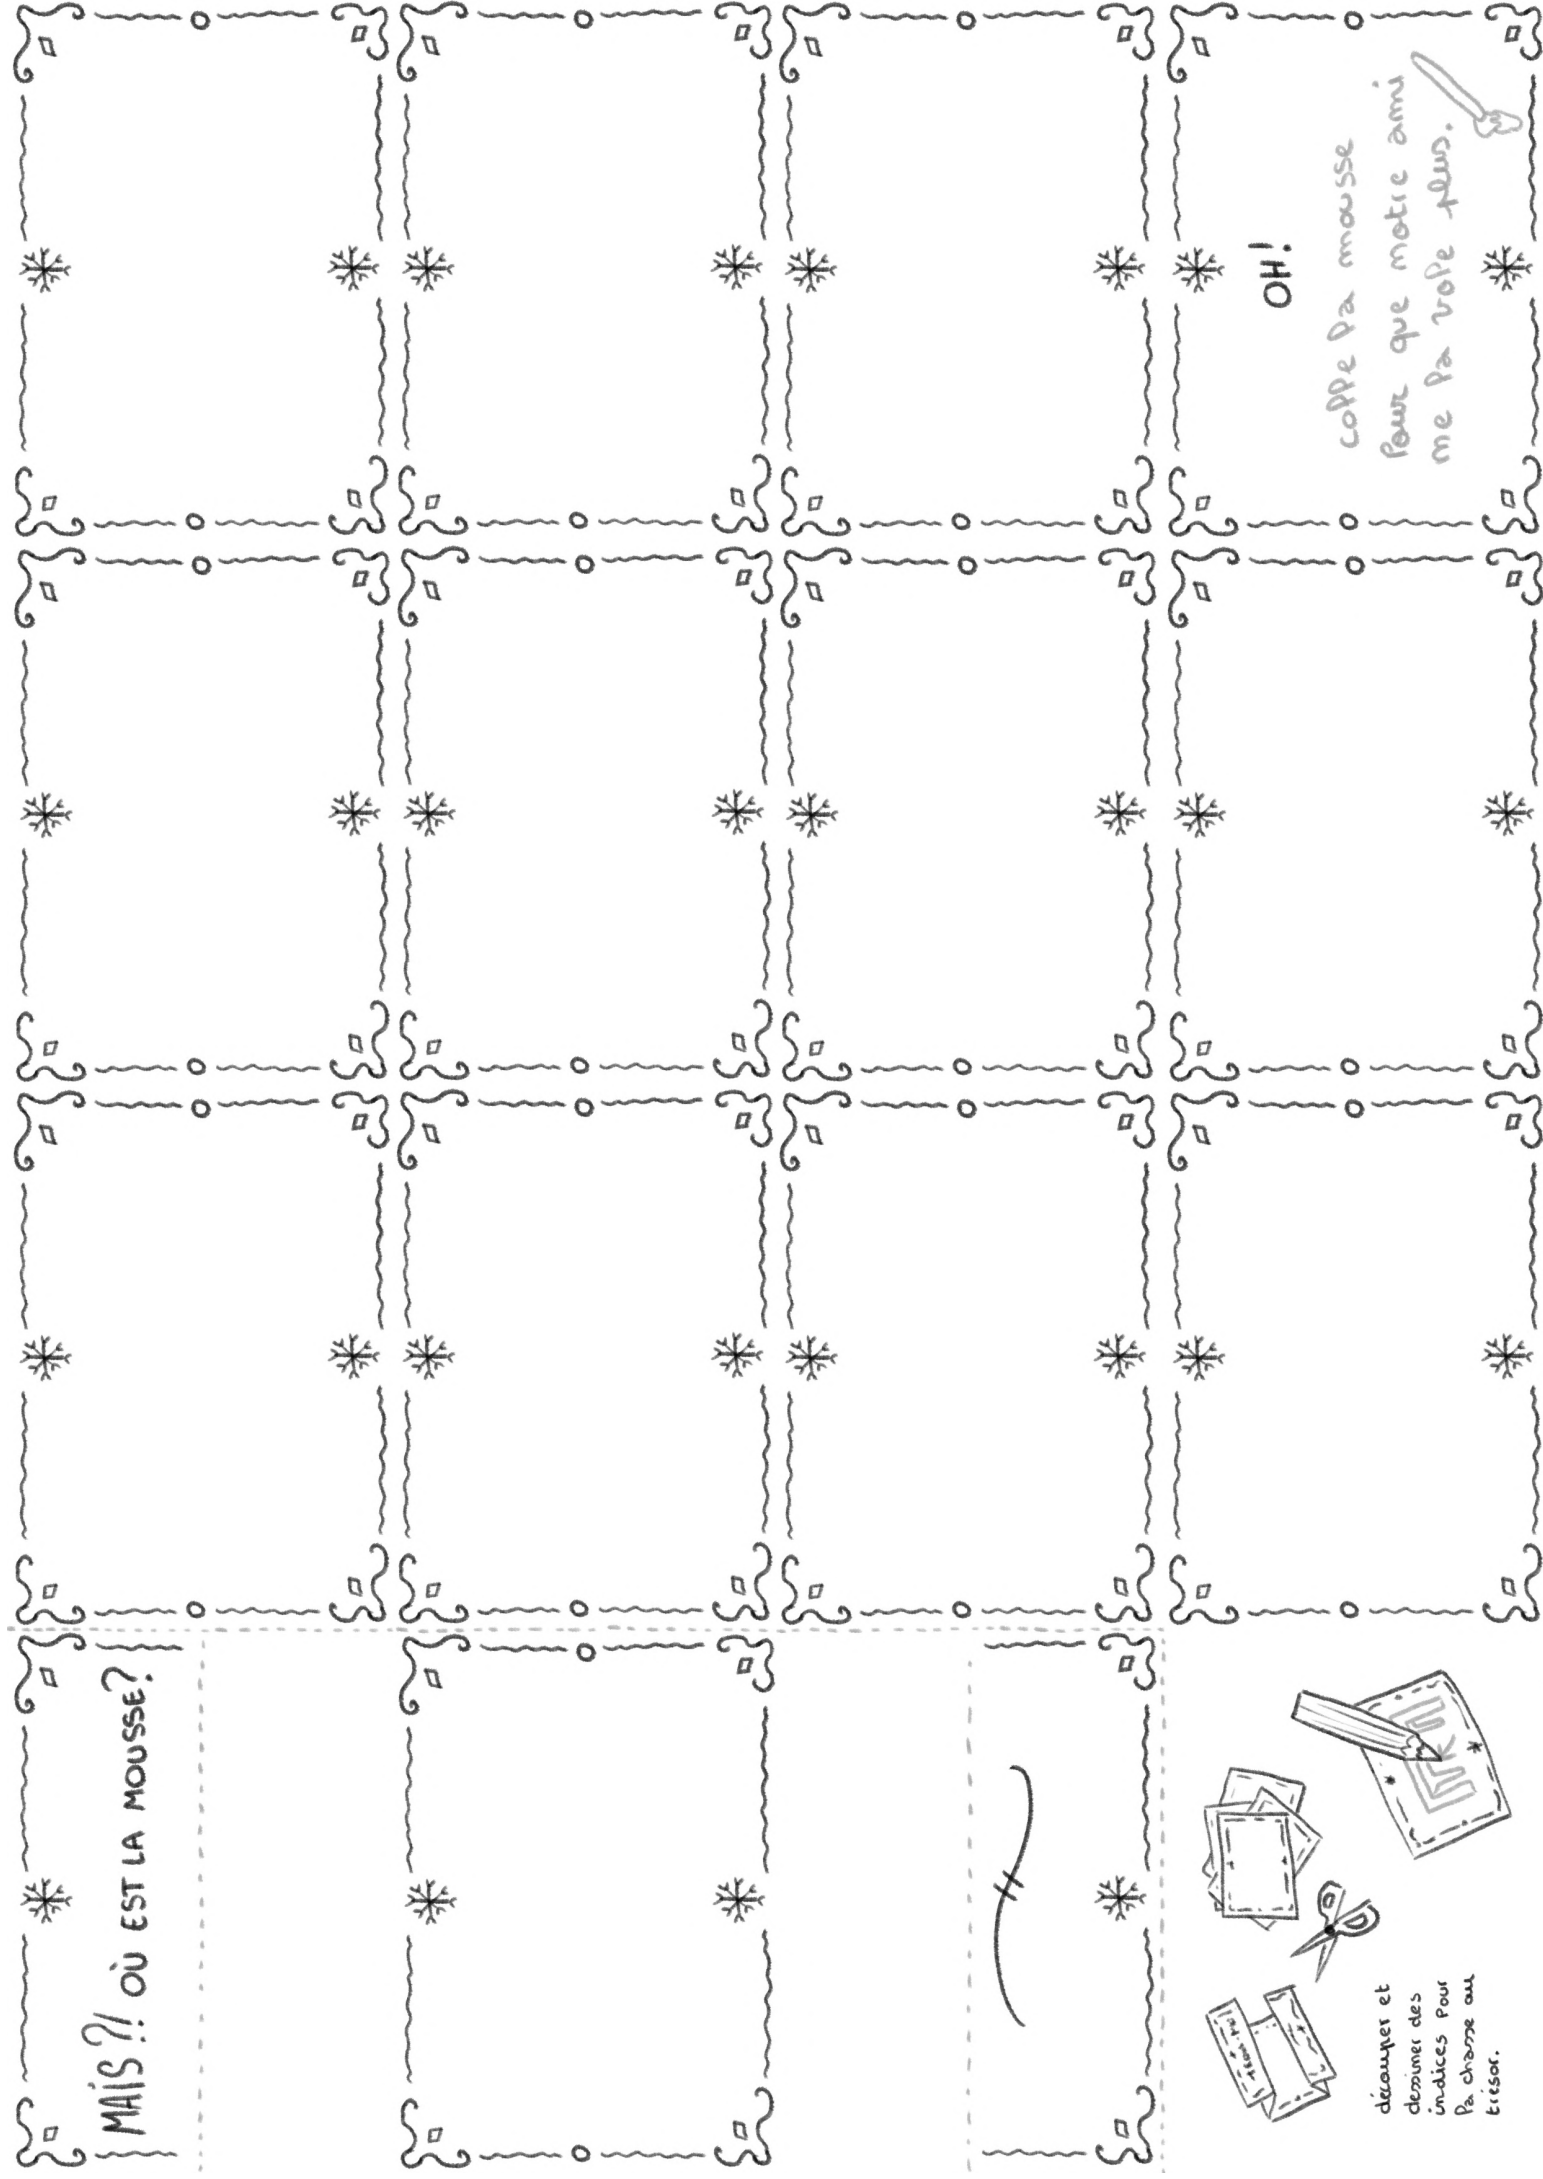 MAIS?! OÙ EST LA MOUSSE?
OH!
colle la mousse
Pour que notre ami
ne la vole plus.
découper et
dessiner des
indices pour
la chasse au
trésor.